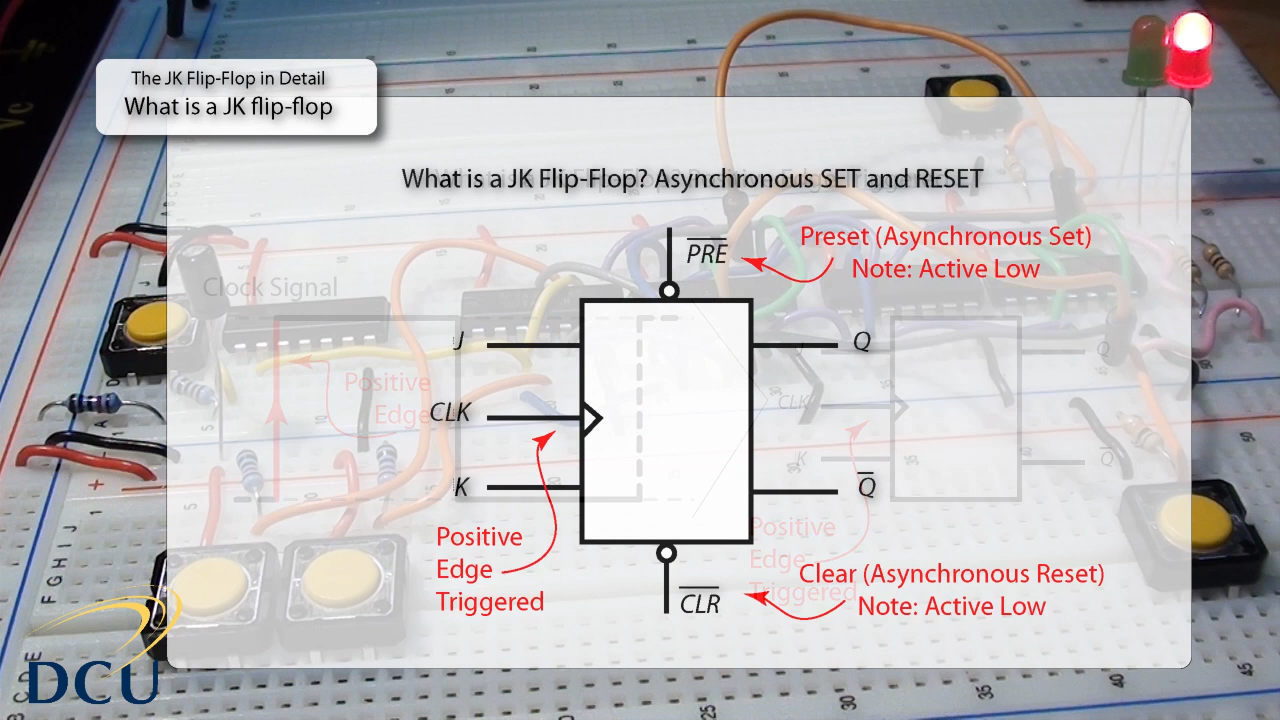 The JK Flip-Flop in Detail
What is a JK flip-flop
What is a JK Flip-Flop? Asynchronous SET and RESET
P̅R̅E̅
Preset (Asynchronous Set)
Note: Active Low
Clock Signal
J
Q
Q
Positive
Edge
CLK
CLK
K
Q̅
K
Q̅
Positive
Edge
Triggered
Positive
Edge
Triggered
C̅L̅R̅
Clear (Asynchronous Reset)
Note: Active Low
DCU